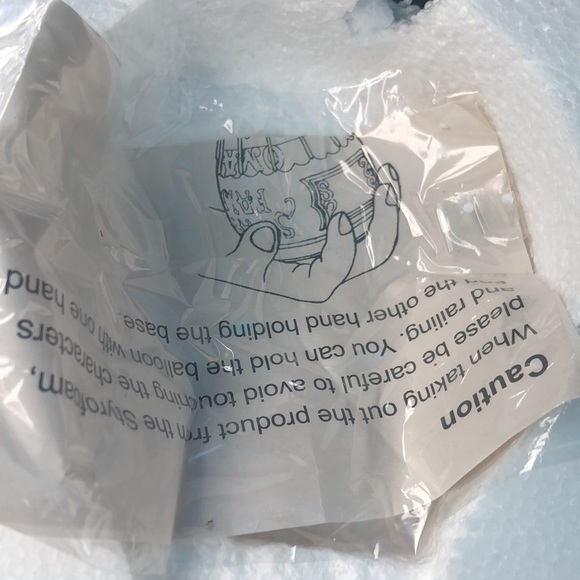 Caution
When taking out the product from the Styrofoam,
please be careful to avoid touching the characters
and railing. You can hold the balloon with one hand
and the other hand holding the base.